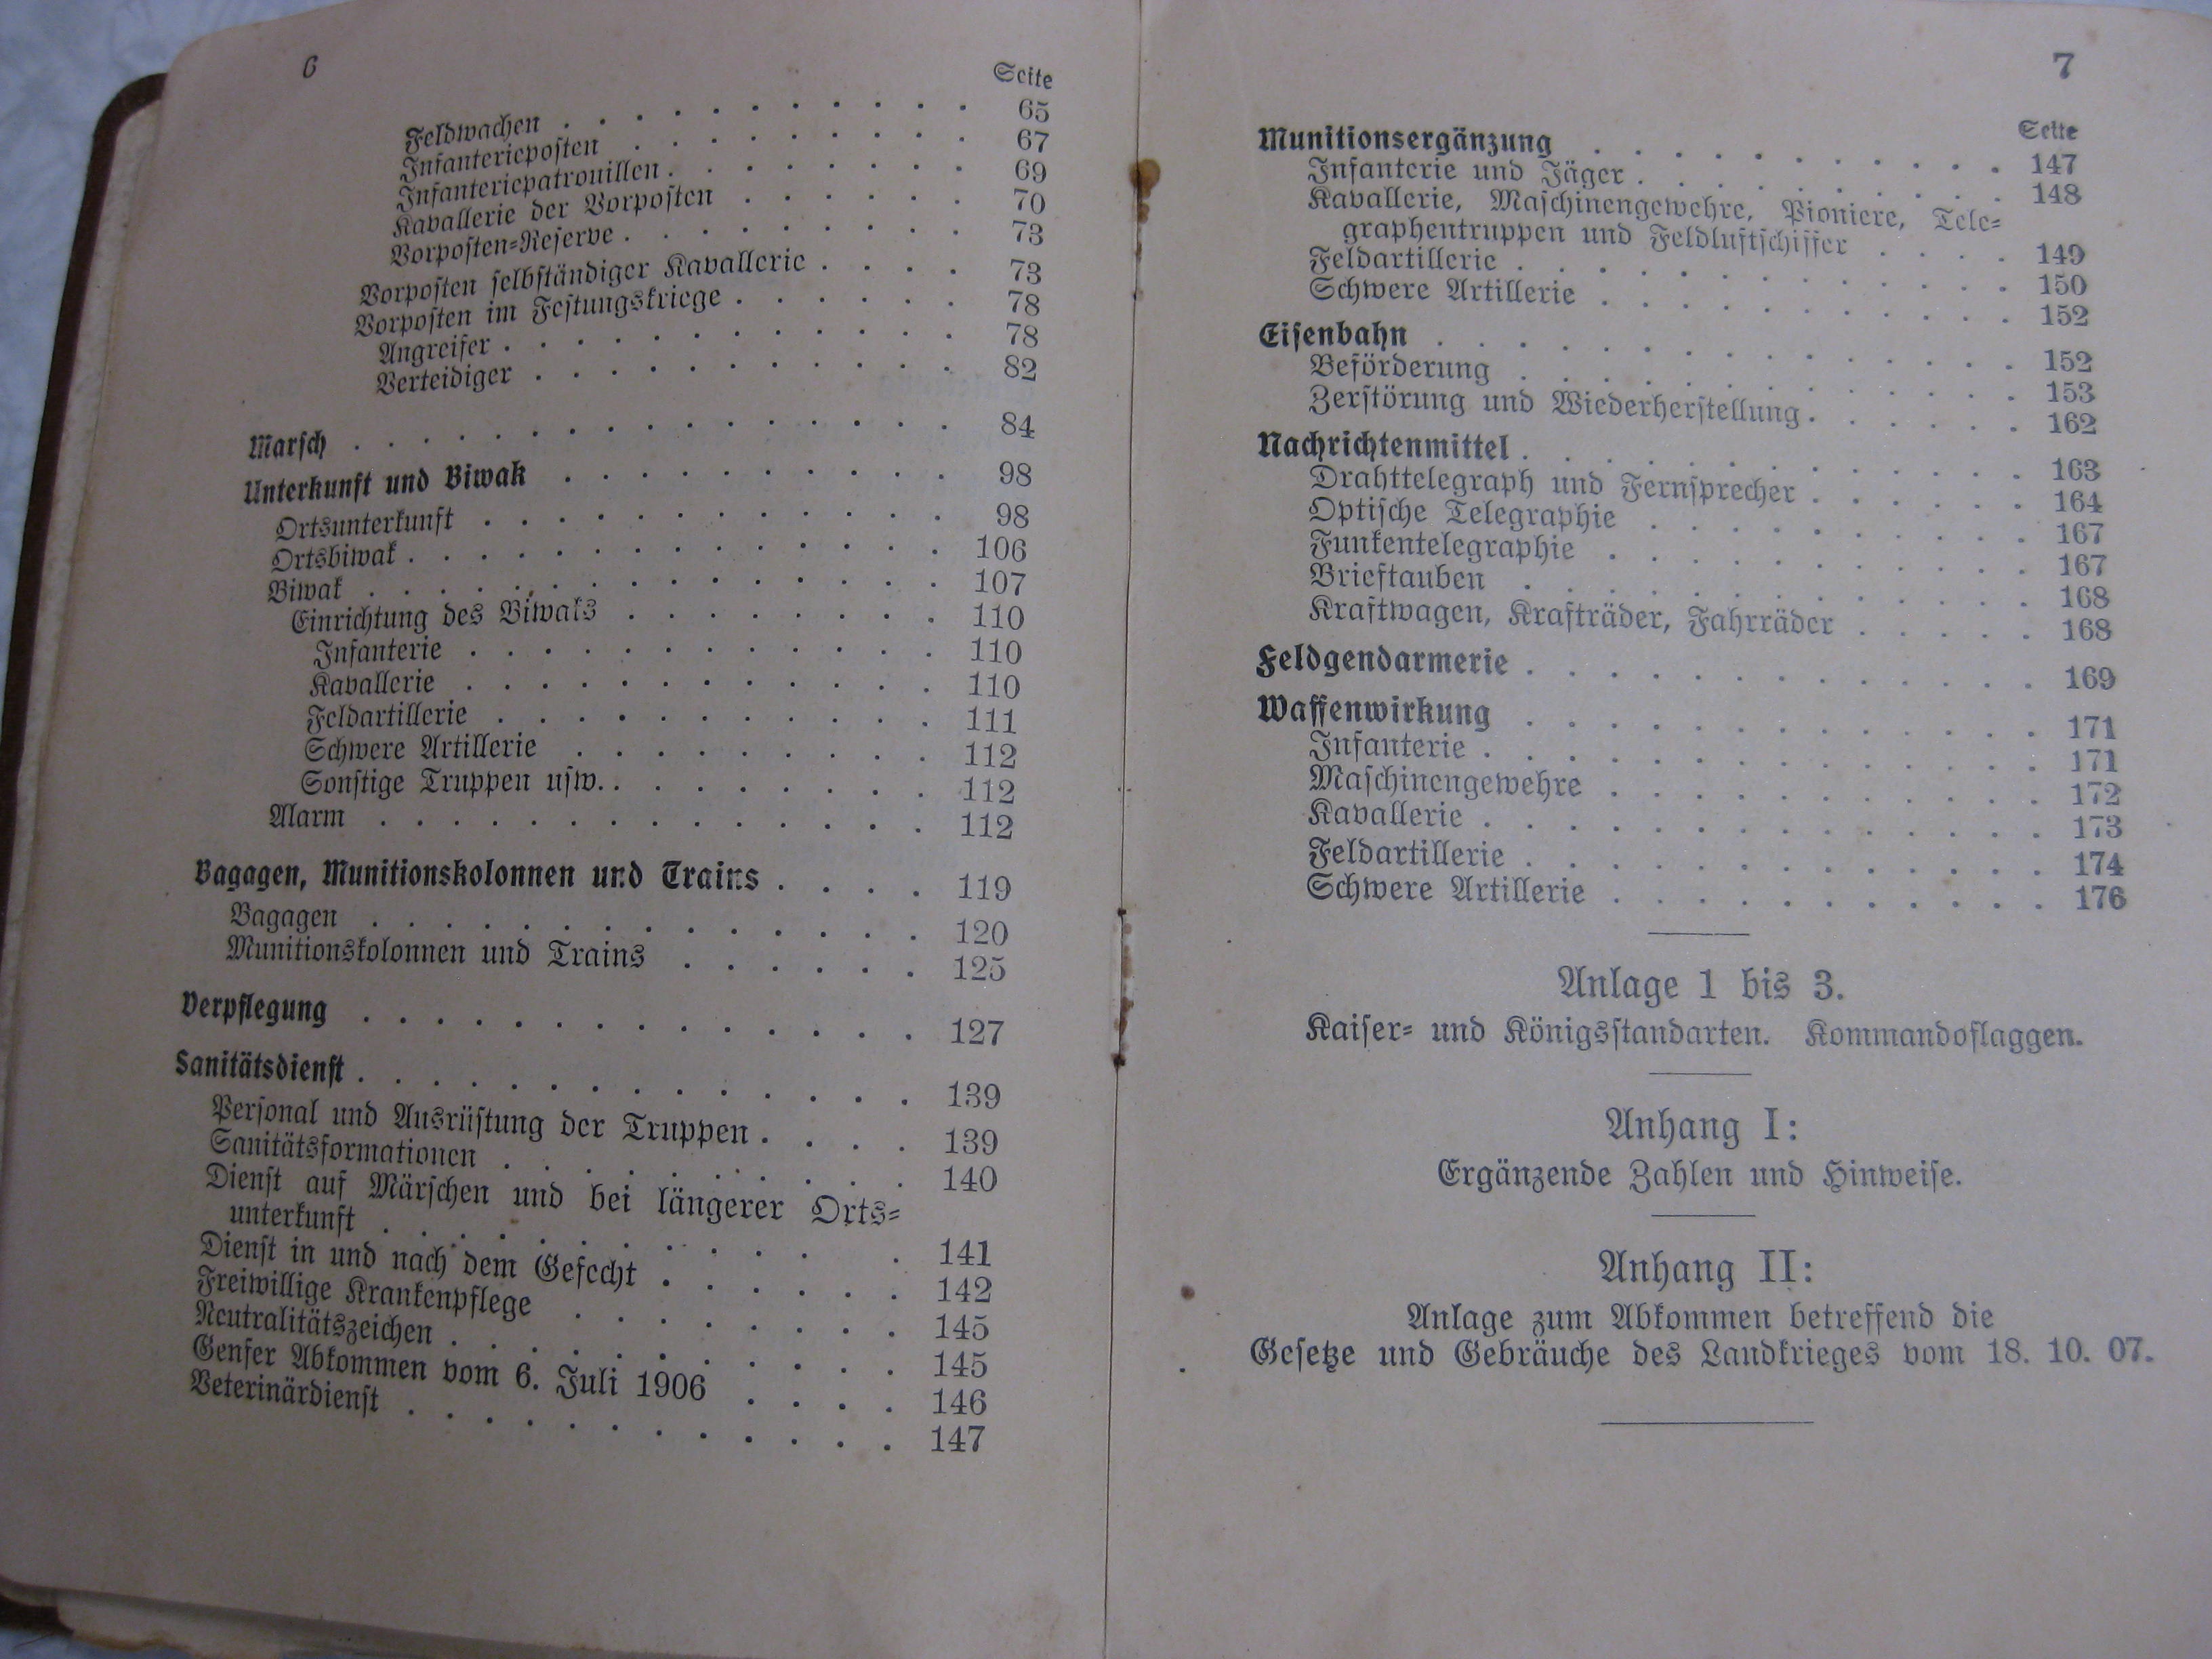 6
Seite
Feldwachen . . . . . . . . . . . 65
Infanterieposten . . . . . . . . . 67
Infanteriepatrouillen . . . . . . . . 69
Kavallerie der Vorposten . . . . . . 70
Vorposten-Reserve . . . . . . . . . 73
Vorposten selbständiger Kavallerie . . . . 73
Vorposten im Festungskriege . . . . . . 78
Angreifer . . . . . . . . . . . 78
Verteidiger . . . . . . . . . . 82
Marsch . . . . . . . . . . . . . . . 84
Unterkunft und Biwak . . . . . . . . . . 98
Ortsunterkunft . . . . . . . . . . . . 98
Ortsbiwak . . . . . . . . . . . . . . 106
Biwak . . . . . . . . . . . . . . . 107
Einrichtung des Biwaks . . . . . . . . 110
Infanterie . . . . . . . . . . . . 110
Kavallerie . . . . . . . . . . . . 110
Feldartillerie . . . . . . . . . . . 111
Schwere Artillerie . . . . . . . . . 112
Sonstige Truppen usw. . . . . . . . . 112
Alarm . . . . . . . . . . . . . . 112
Bagagen, Munitionskolonnen und Trains . . . . 119
Bagagen . . . . . . . . . . . . . 120
Munitionskolonnen und Trains . . . . . . 125
Verpflegung . . . . . . . . . . . . . 127
Sanitätsdienst . . . . . . . . . . . . . 139
Personal und Ausrüstung der Truppen . . . . 139
Sanitätsformationen . . . . . . . . . . 140
Dienst auf Märschen und bei längerer Orts-
unterkunft . . . . . . . . . . . . 141
Dienst in und nach dem Gefecht . . . . . . 142
Freiwillige Krankenpflege . . . . . . . . 145
Neutralitätszeichen . . . . . . . . . . 145
Genfer Abkommen vom 6. Juli 1906 . . . . 146
Veterinärdienst . . . . . . . . . . . . 147
7
Seite
Munitionsergänzung . . . . . . . . . . 147
Infanterie und Jäger . . . . . . . . . 148
Kavallerie, Maschinengewehre, Pioniere, Tele-
graphentruppen und Feldluftschiffer . . . . 149
Feldartillerie . . . . . . . . . . . . 150
Schwere Artillerie . . . . . . . . . . 152
Eisenbahn . . . . . . . . . . . . . . 152
Beförderung . . . . . . . . . . . . 153
Zerstörung und Wiederherstellung . . . . . . 162
Nachrichtenmittel . . . . . . . . . . . . 163
Drahttelegraph und Fernsprecher . . . . . . 164
Optische Telegraphie . . . . . . . . . 167
Funkentelegraphie . . . . . . . . . . 167
Brieftauben . . . . . . . . . . . . 168
Kraftwagen, Krafträder, Fahrräder . . . . . 168
Feldgendarmerie . . . . . . . . . . . . 169
Waffenwirkung . . . . . . . . . . . . 171
Infanterie . . . . . . . . . . . . . 171
Maschinengewehre . . . . . . . . . . 172
Kavallerie . . . . . . . . . . . . . 173
Feldartillerie . . . . . . . . . . . . 174
Schwere Artillerie . . . . . . . . . . 176
Anlage 1 bis 3.
Kaiser- und Königsstandarten. Kommandoflaggen.
Anhang I:
Ergänzende Zahlen und Hinweise.
Anhang II:
Anlage zum Abkommen betreffend die
Gesetze und Gebräuche des Landkrieges vom 18. 10. 07.